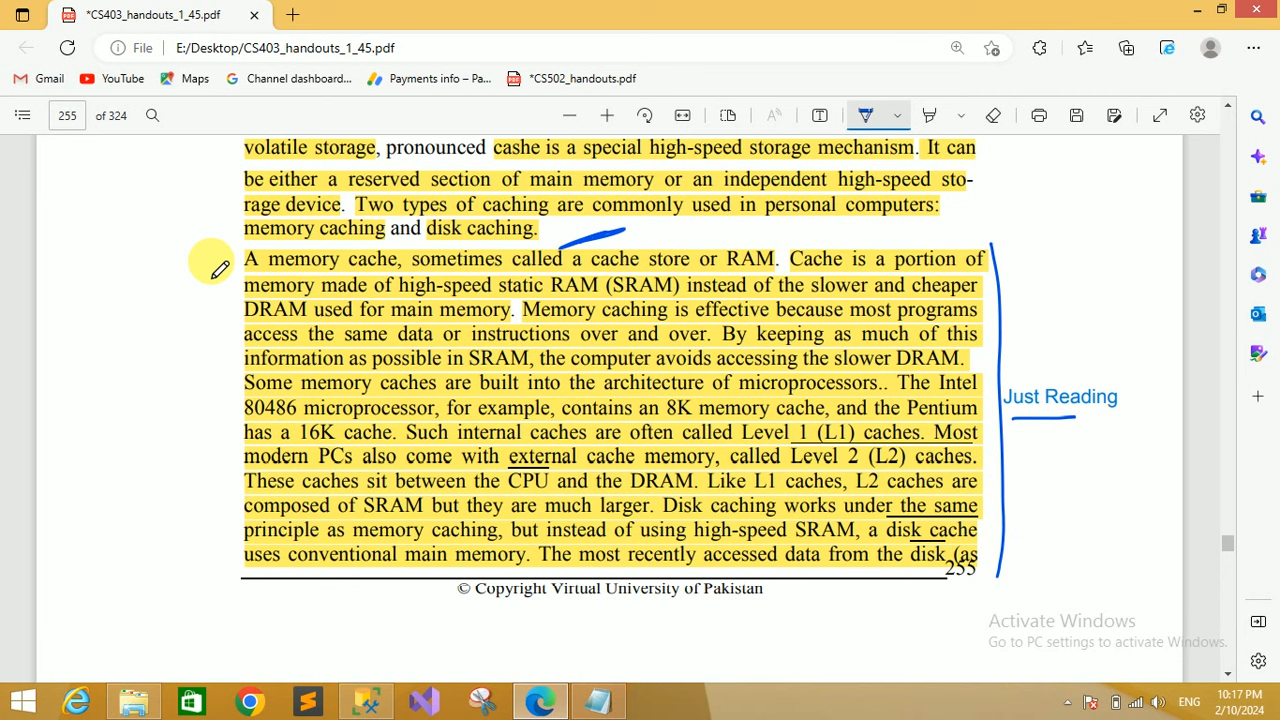 *CS403_handouts_1_45.pdf
File E:/Desktop/CS403_handouts_1_45.pdf
Gmail YouTube Maps Channel dashboard... Payments info – Pa... *CS502_handouts.pdf
255 of 324
volatile storage, pronounced cashe is a special high-speed storage mechanism. It can
be either a reserved section of main memory or an independent high-speed sto-
rage device. Two types of caching are commonly used in personal computers:
memory caching and disk caching.
A memory cache, sometimes called a cache store or RAM. Cache is a portion of
memory made of high-speed static RAM (SRAM) instead of the slower and cheaper
DRAM used for main memory. Memory caching is effective because most programs
access the same data or instructions over and over. By keeping as much of this
information as possible in SRAM, the computer avoids accessing the slower DRAM.
Some memory caches are built into the architecture of microprocessors.. The Intel
80486 microprocessor, for example, contains an 8K memory cache, and the Pentium
has a 16K cache. Such internal caches are often called Level 1 (L1) caches. Most
modern PCs also come with external cache memory, called Level 2 (L2) caches.
These caches sit between the CPU and the DRAM. Like L1 caches, L2 caches are
composed of SRAM but they are much larger. Disk caching works under the same
principle as memory caching, but instead of using high-speed SRAM, a disk cache
uses conventional main memory. The most recently accessed data from the disk (as
Just Reading
255
© Copyright Virtual University of Pakistan
Activate Windows
Go to PC settings to activate Windows.
ENG
10:17 PM
2/10/2024